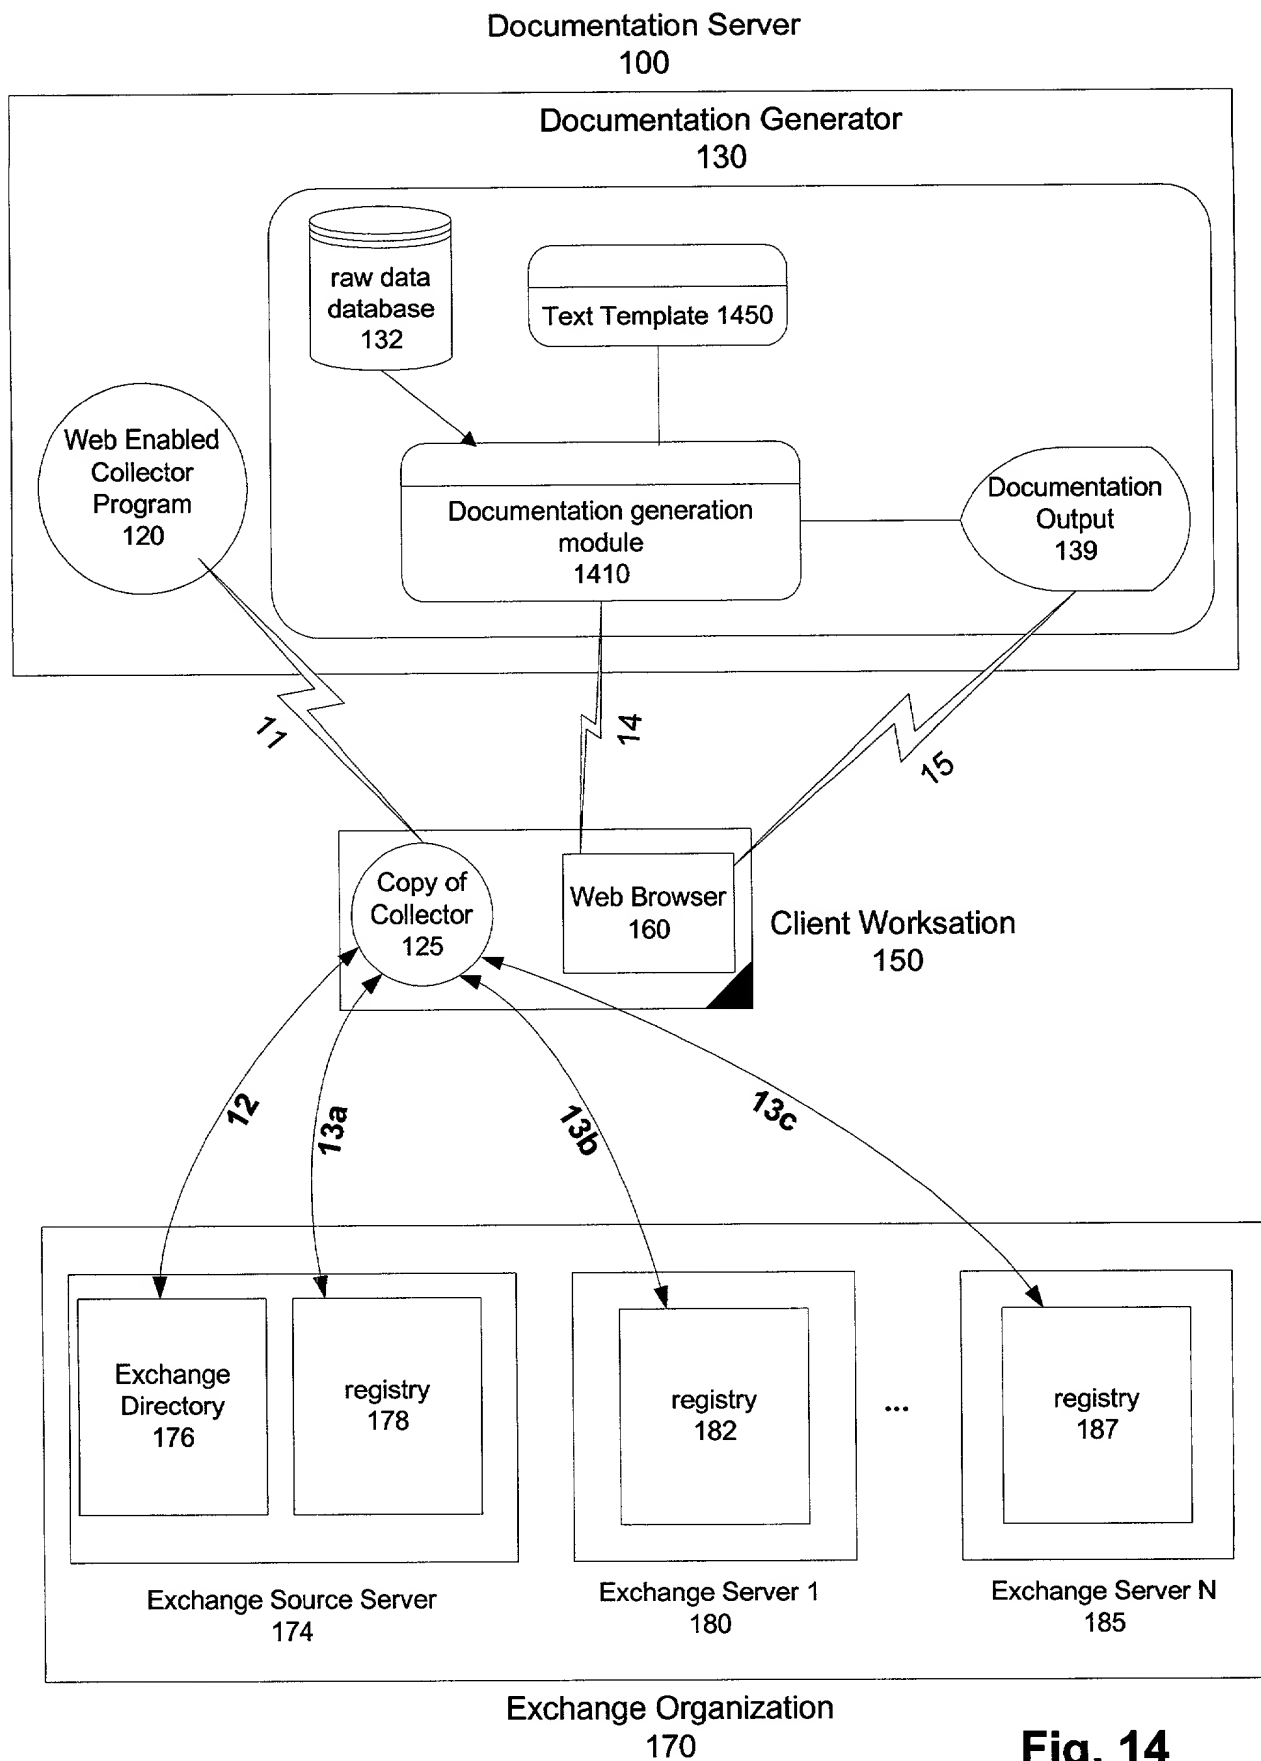 Documentation Server
100
Documentation Generator
130
raw data
database
132
Text Template 1450
Web Enabled
Collector
Program
120
Documentation generation
module
1410
Documentation
Output
139
11
14
15
Copy of
Collector
125
Web Browser
160
Client Worksation
150
12
13a
13b
13c
Exchange
Directory
176
registry
178
registry
182
...
registry
187
Exchange Source Server
174
Exchange Server 1
180
Exchange Server N
185
Exchange Organization
170
Fig. 14